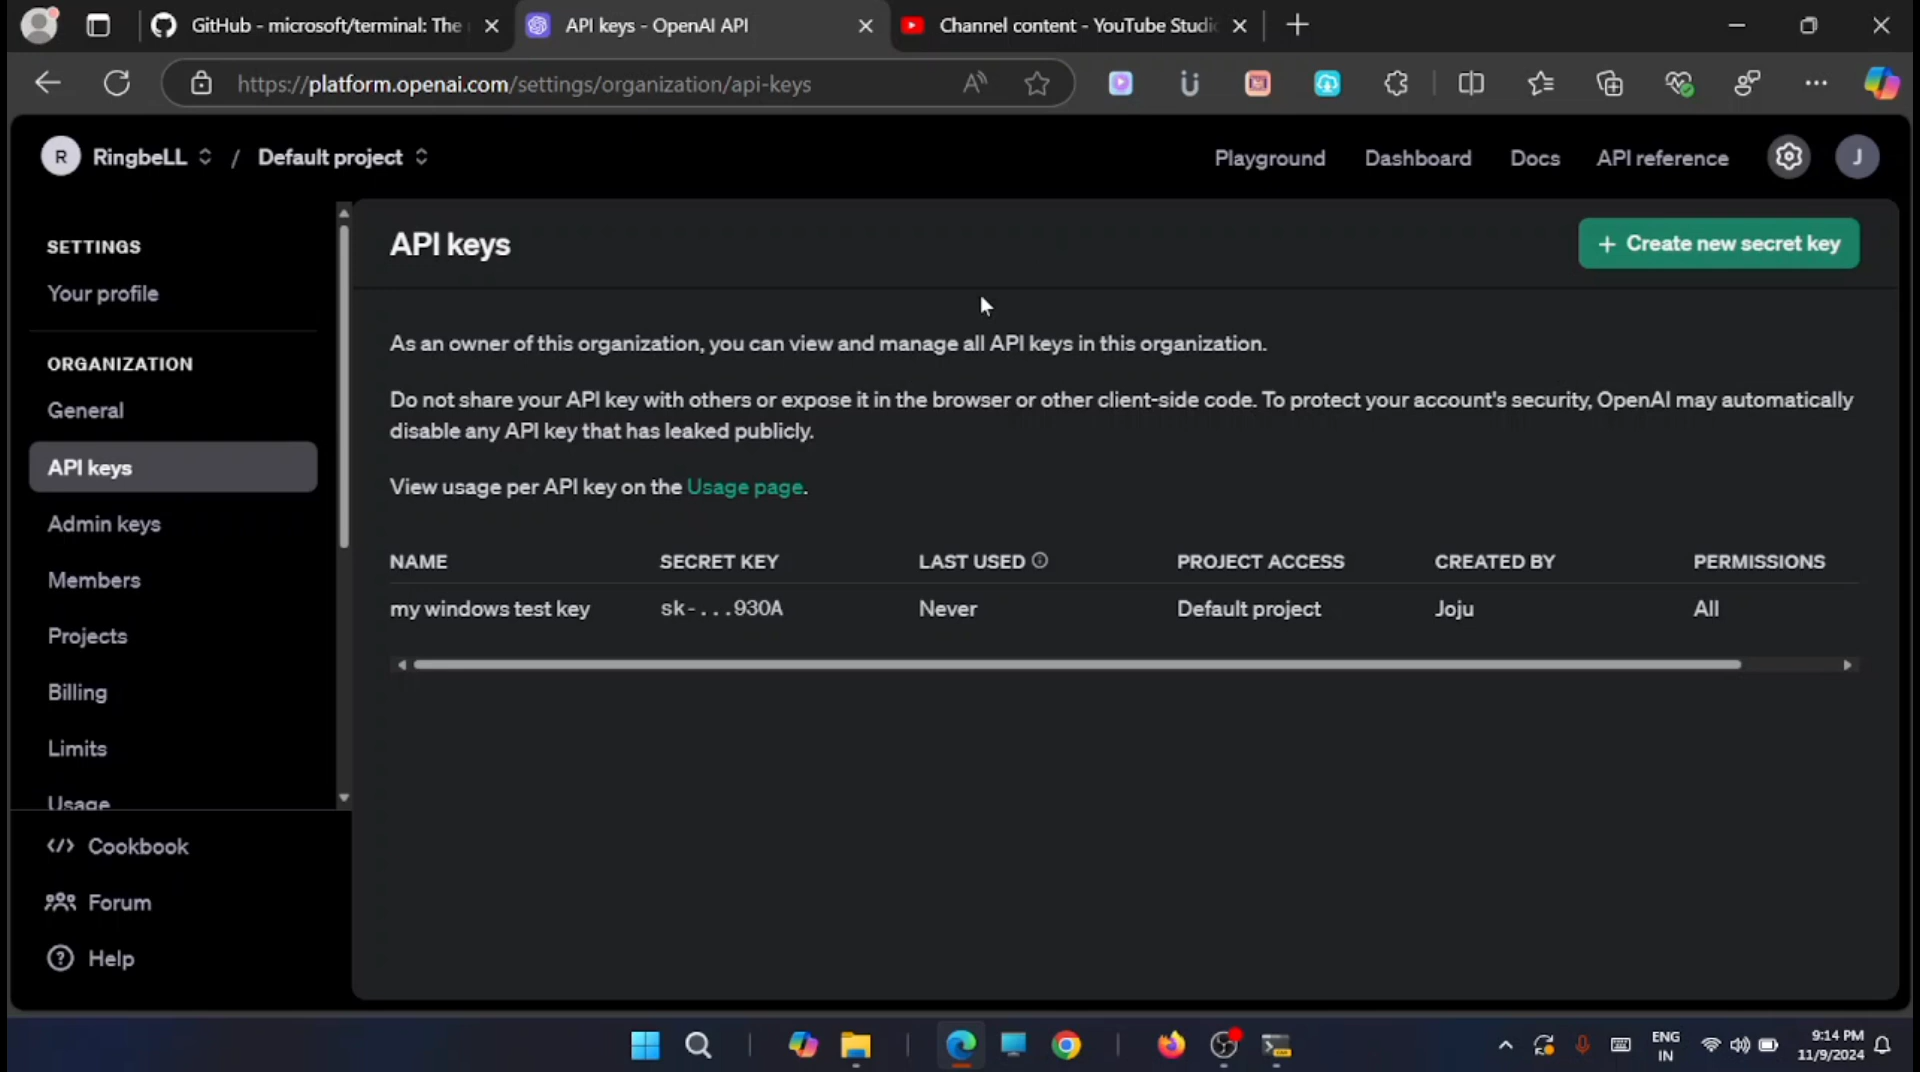 GitHub - microsoft/terminal: The
API keys - OpenAI API
Channel content - YouTube Studi
https://platform.openai.com/settings/organization/api-keys
R
RingbeLL / Default project
Playground
Dashboard
Docs
API reference
J
SETTINGS
Your profile
ORGANIZATION
General
API keys
Admin keys
Members
Projects
Billing
Limits
Usage
Cookbook
Forum
Help
API keys
+ Create new secret key
As an owner of this organization, you can view and manage all API keys in this organization.
Do not share your API key with others or expose it in the browser or other client-side code. To protect your account's security, OpenAI may automatically
disable any API key that has leaked publicly.
View usage per API key on the Usage page.
NAME SECRET KEY LAST USED PROJECT ACCESS CREATED BY PERMISSIONS
my windows test key sk-...930A Never Default project Joju All
ENG
IN
9:14 PM
11/9/2024